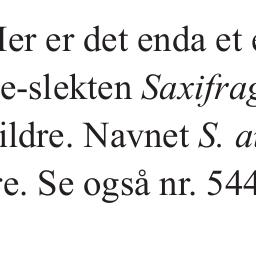 Her er det enda et
e-slekten Saxifrag
ildre. Navnet S. a
re. Se også nr. 544